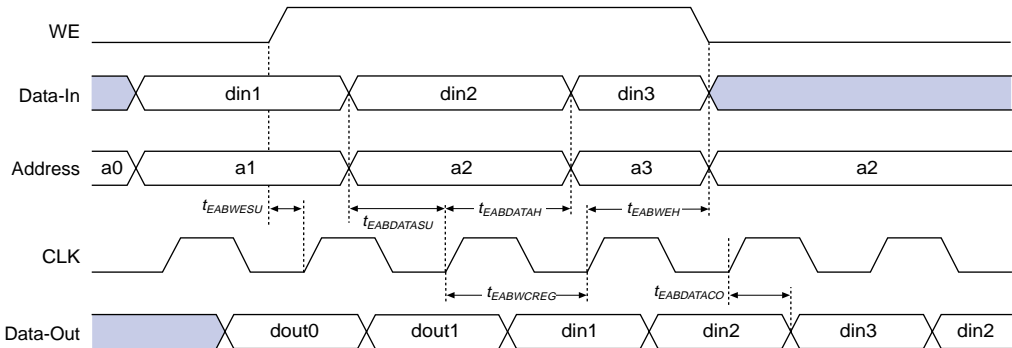 WE
Data-In din1 din2 din3
Address a0 a1 a2 a3 a2
tEABWESU tEABDATASU tEABDATAH tEABWEH
CLK
tEABWCREG tEABDATACO
Data-Out dout0 dout1 din1 din2 din3 din2